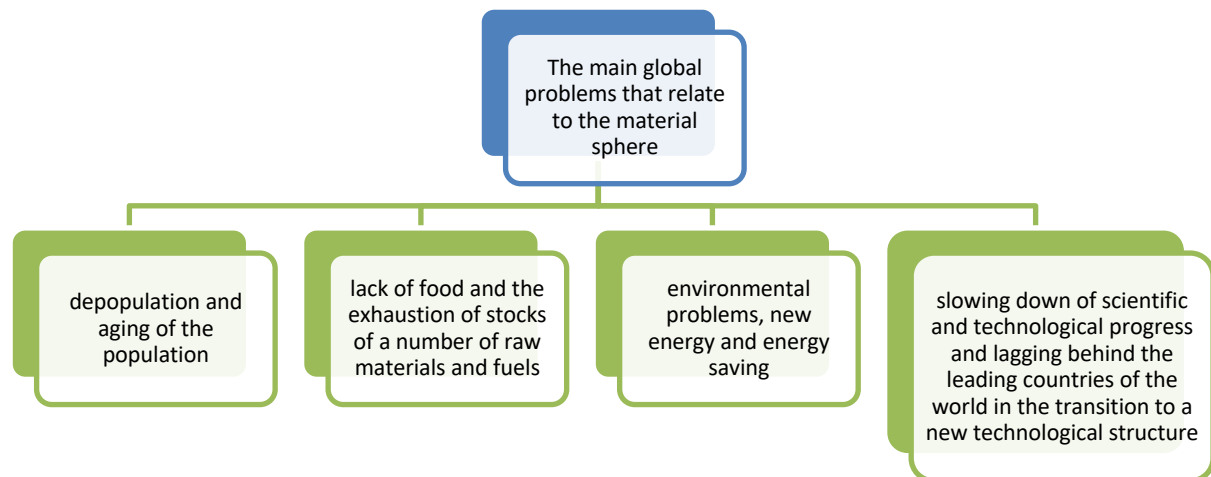 The main global
problems that relate
to the material
sphere
depopulation and
aging of the
population
lack of food and the
exhaustion of stocks
of a number of raw
materials and fuels
environmental
problems, new
energy and energy
saving
slowing down of scientific
and technological progress
and lagging behind the
leading countries of the
world in the transition to a
new technological structure